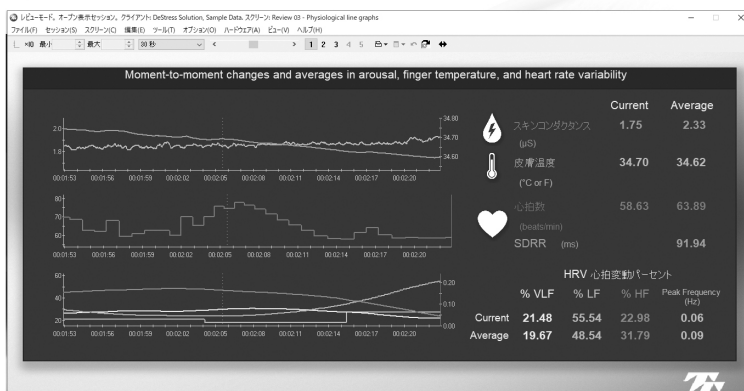 レビューモード。オープン表示セッション。クライアント: DeStress Solution, Sample Data. スクリーン: Review 03 - Physiological line graphs
ファイル(F) セッション(S) スクリーン(C) 編集(E) ツール(T) オプション(O) ハードウェア(A) ビュー(V) ヘルプ(H)
×10 最小 最大 30 秒 < > 1 2 3 4 5
Moment-to-moment changes and averages in arousal, finger temperature, and heart rate variability
Current Average
2.0 1.8 34.80 34.70 34.60
00:01:53 00:01:56 00:01:59 00:02:02 00:02:05 00:02:08 00:02:11 00:02:14 00:02:17 00:02:20
スキンコンダクタンス 1.75 2.33
(µS)
皮膚温度 34.70 34.62
(°C or F)
80 70 60
00:01:53 00:01:56 00:01:59 00:02:02 00:02:05 00:02:08 00:02:11 00:02:14 00:02:17 00:02:20
心拍数 58.63 63.89
(beats/min)
SDRR (ms) 91.94
60 40 20 0.20 0.10 0.00
00:01:53 00:01:56 00:01:59 00:02:02 00:02:05 00:02:08 00:02:11 00:02:14 00:02:17 00:02:20
HRV 心拍変動パーセント
% VLF % LF % HF Peak Frequency (Hz)
Current 21.48 55.54 22.98 0.06
Average 19.67 48.54 31.79 0.09